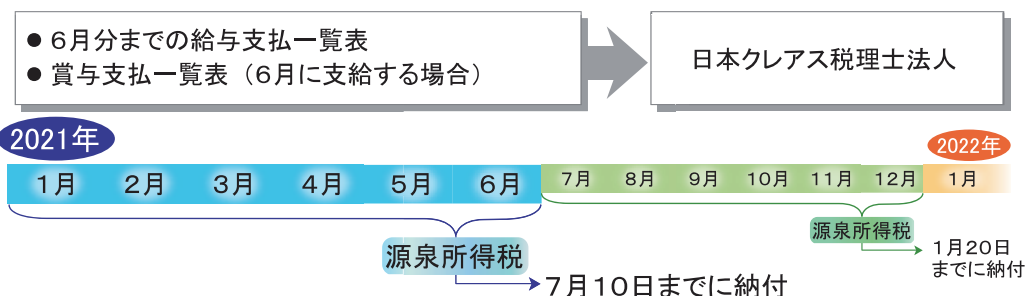 ● 6月分までの給与支払一覧表
● 賞与支払一覧表（6月に支給する場合）
日本クレアス税理士法人
2021年
2022年
1月 2月 3月 4月 5月 6月 7月 8月 9月 10月 11月 12月 1月
源泉所得税
7月10日までに納付
源泉所得税
1月20日
までに納付